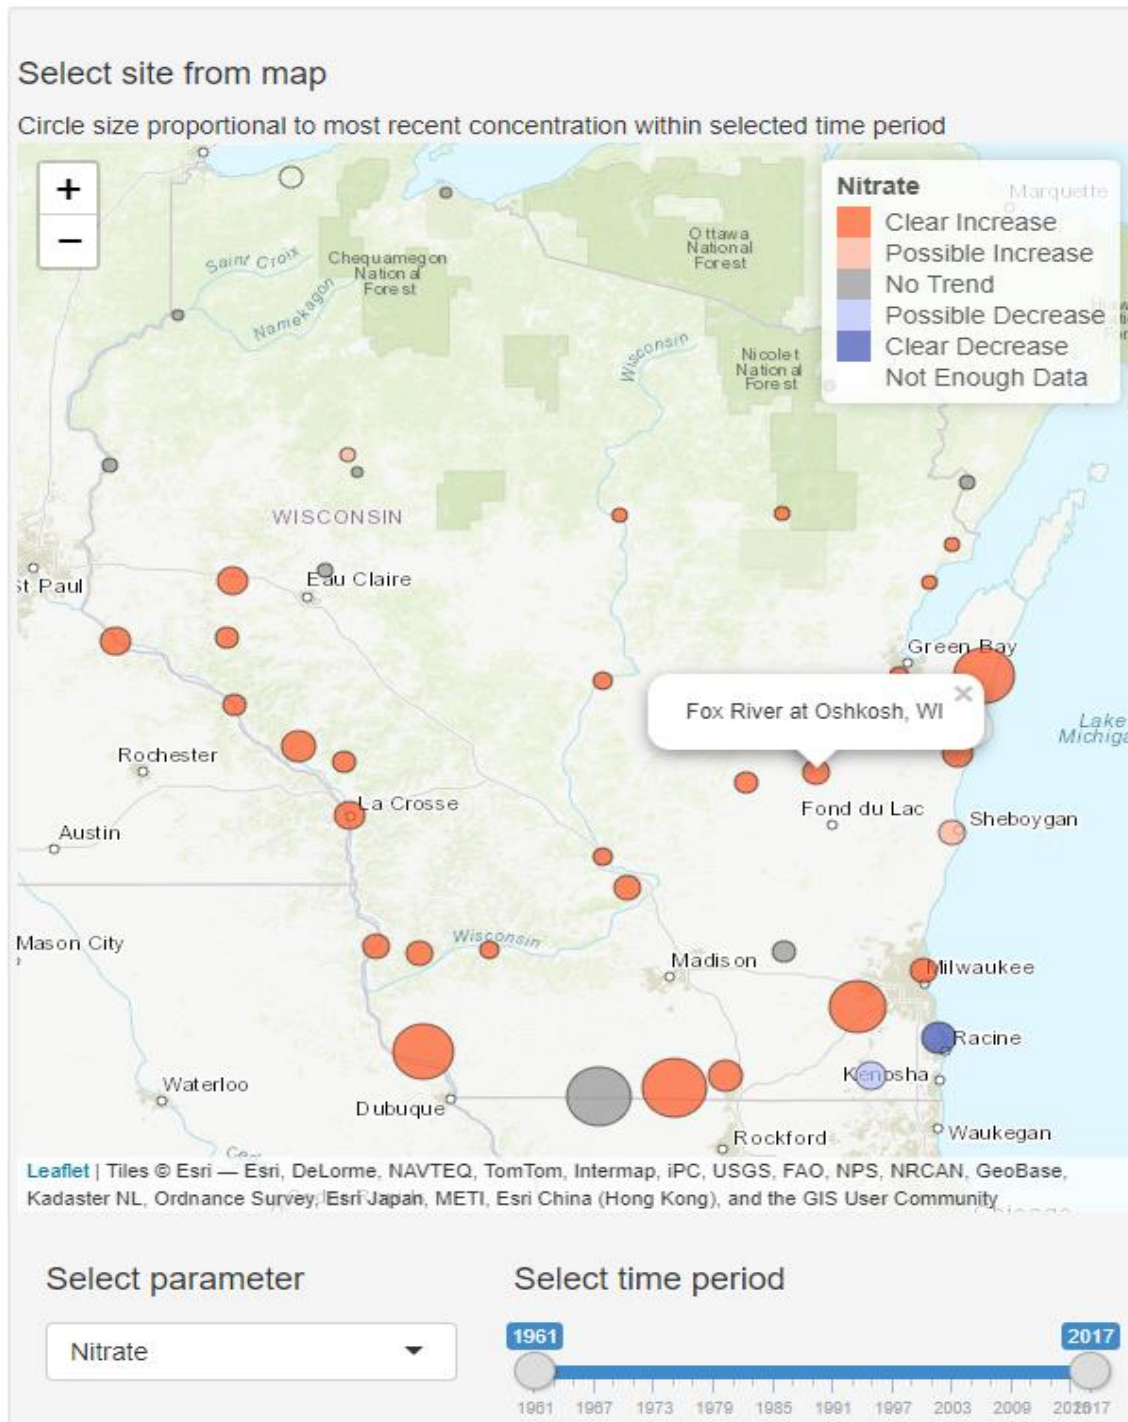 Select site from map
Circle size proportional to most recent concentration within selected time period
+
−
Nitrate
Clear Increase
Possible Increase
No Trend
Possible Decrease
Clear Decrease
Not Enough Data
Marquette
Ottawa
National
Forest
Saint Croix
Chequamegon
National
Forest
Namekagon
Wisconsin
Nicolet
National
Forest
WISCONSIN
St Paul
Eau Claire
Green Bay
Fox River at Oshkosh, WI
×
Lake
Rochester
La Crosse
Fond du Lac
Sheboygan
Austin
Mason City
Wisconsin
Madison
Milwaukee
Racine
Kenosha
Waterloo
Dubuque
Rockford
Waukegan
Leaflet | Tiles © Esri — Esri, DeLorme, NAVTEQ, TomTom, Intermap, iPC, USGS, FAO, NPS, NRCAN, GeoBase,
Kadaster NL, Ordnance Survey, Esri Japan, METI, Esri China (Hong Kong), and the GIS User Community
Select parameter
Select time period
Nitrate
1961
2017
1961 1967 1973 1979 1985 1991 1997 2003 2009 2017